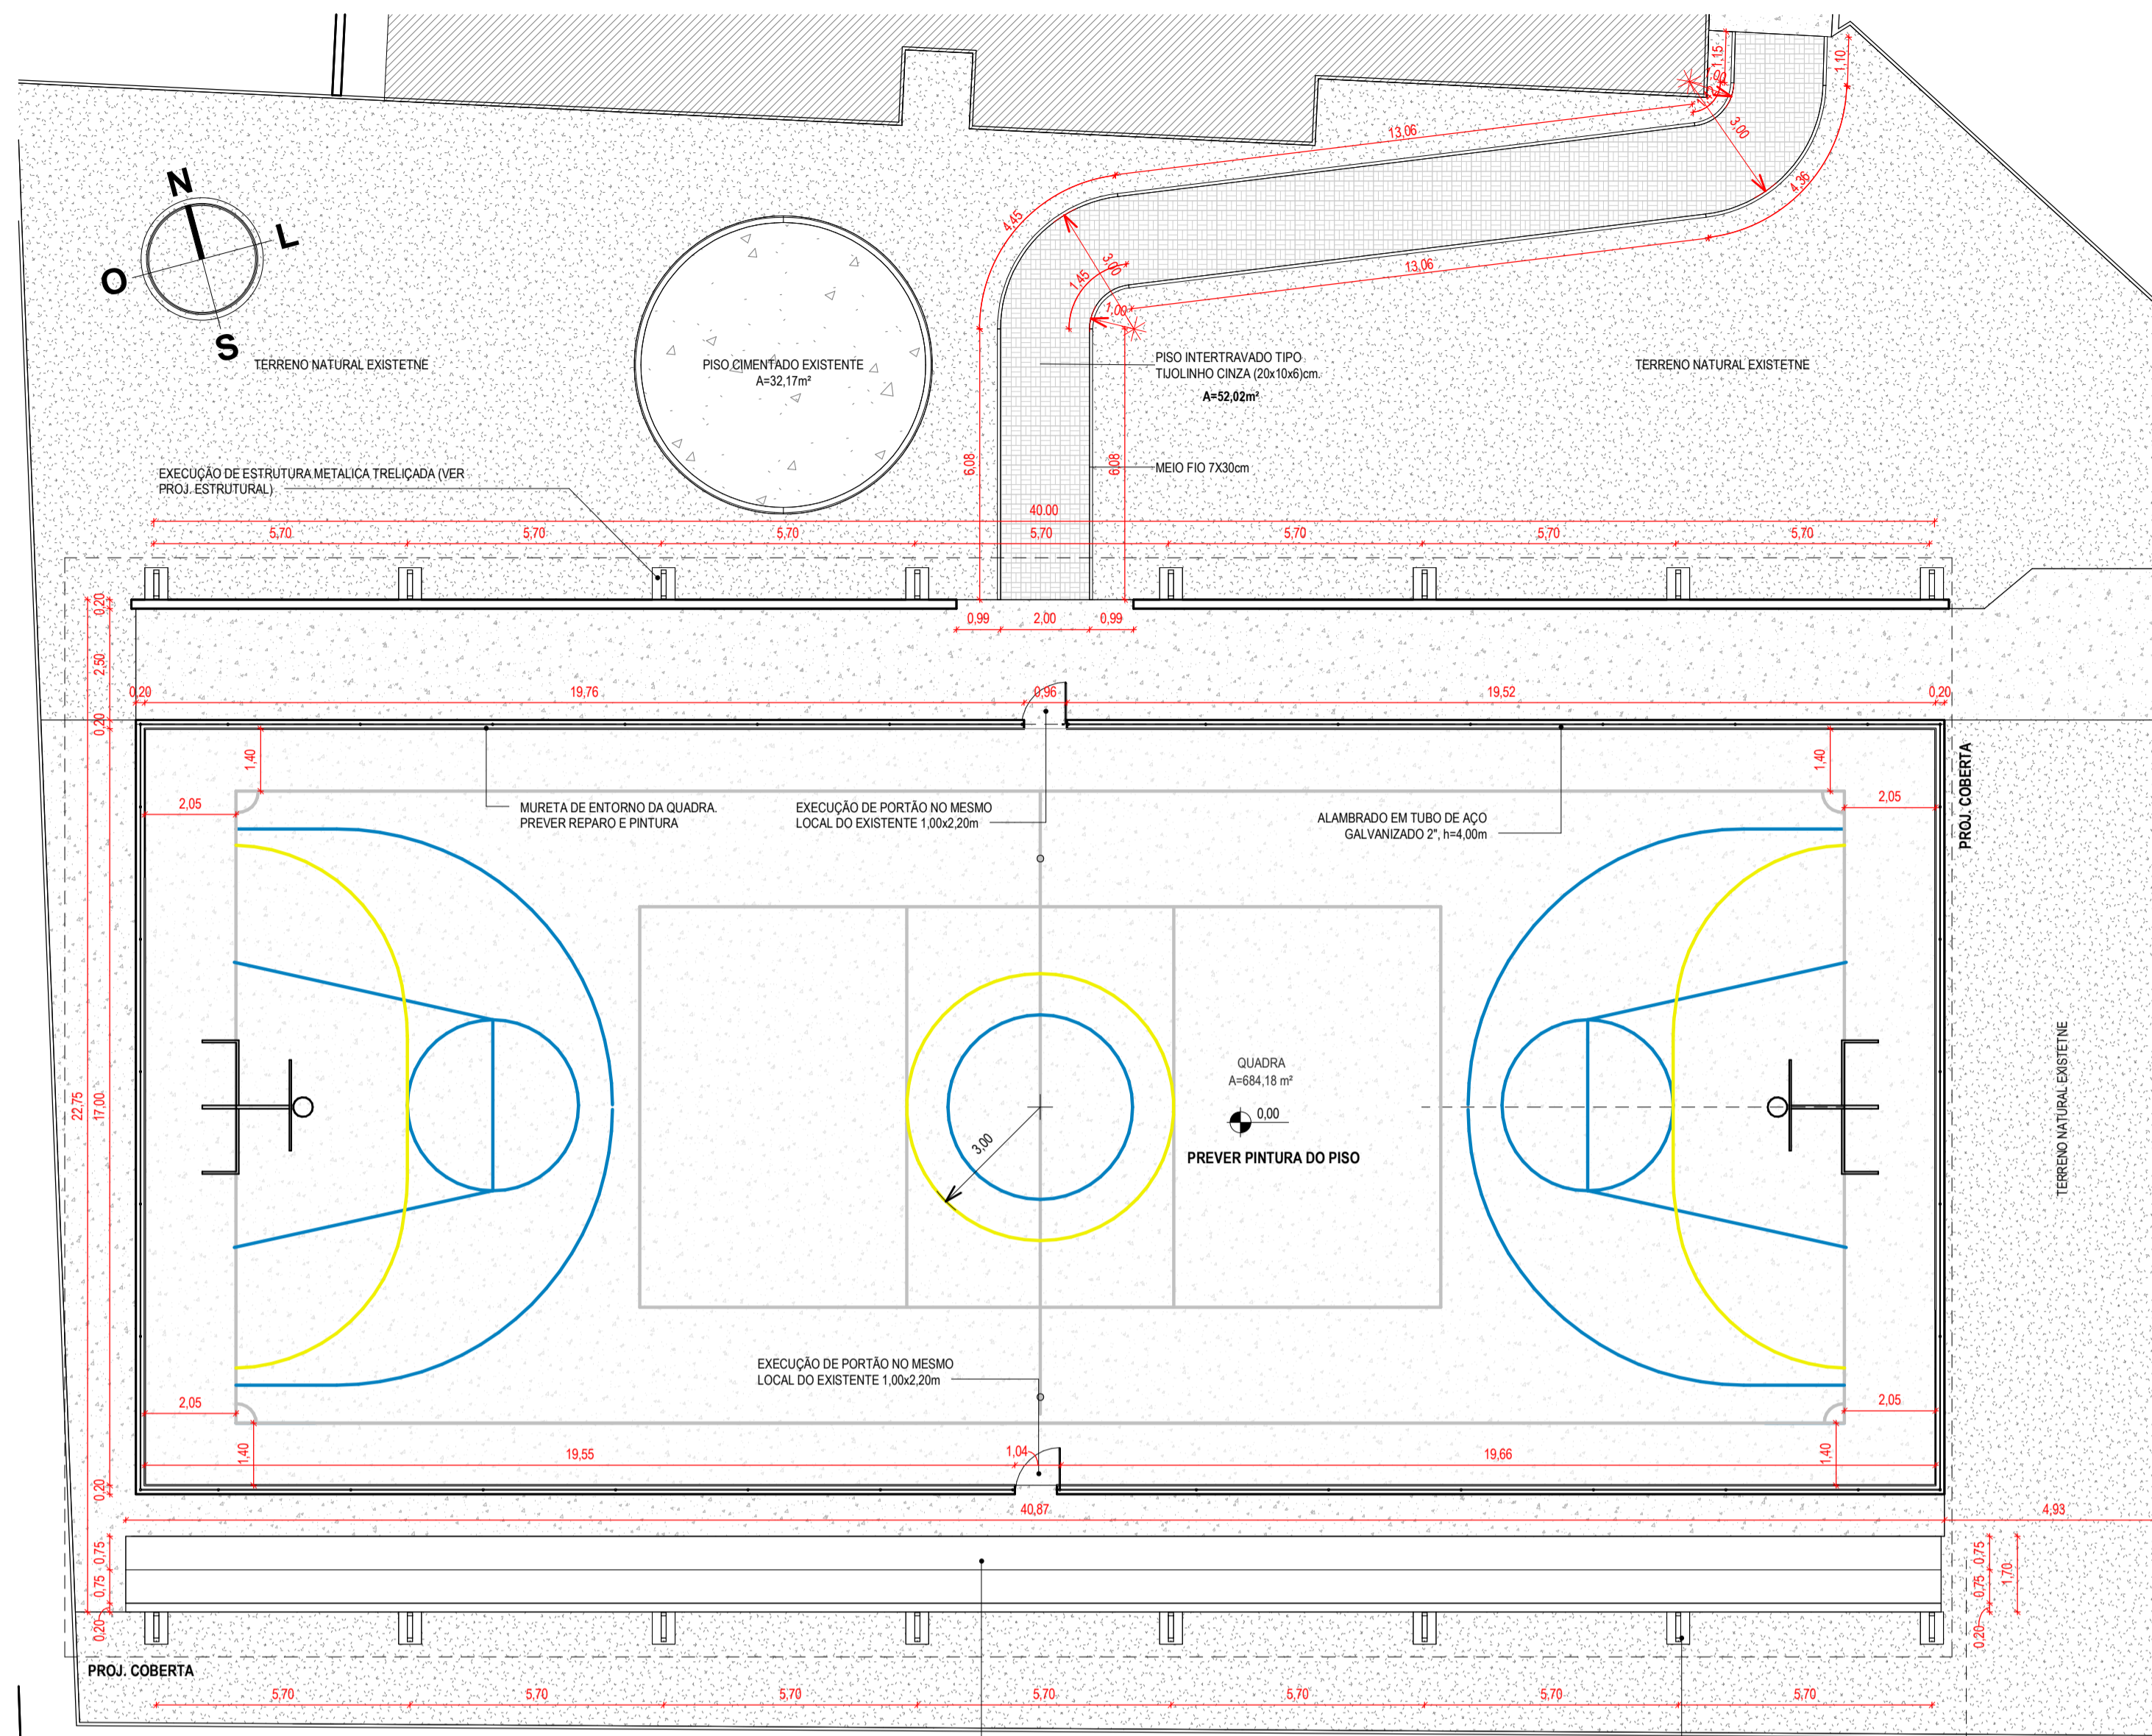 1,15
1,00
1,42
1,10
13,06
3,00
4,36
N
L
O
S
4,45
3,00
1,45
1,00
13,06
TERRENO NATURAL EXISTETNE
PISO CIMENTADO EXISTENTE
A=32,17m²
PISO INTERTRAVADO TIPO
TIJOLINHO CINZA (20x10x6)cm.
A=52,02m²
TERRENO NATURAL EXISTETNE
MEIO FIO 7X30cm
6,08
6,08
EXECUÇÃO DE ESTRUTURA METALICA TRELIÇADA (VER
PROJ. ESTRUTURAL)
40.00
5,70
5,70
5,70
5,70
5,70
5,70
5,70
0,20
0,99
2,00
0,99
2,50
0,20
19,76
0,96
19,52
0,20
0,20
1,40
1,40
PROJ. COBERTA
2,05
MURETA DE ENTORNO DA QUADRA.
PREVER REPARO E PINTURA
EXECUÇÃO DE PORTÃO NO MESMO
LOCAL DO EXISTENTE 1,00x2,20m
ALAMBRADO EM TUBO DE AÇO
GALVANIZADO 2", h=4,00m
2,05
QUADRA
A=684,18 m²
0,00
PREVER PINTURA DO PISO
3,00
22,75
17,00
TERRENO NATURAL EXISTETNE
EXECUÇÃO DE PORTÃO NO MESMO
LOCAL DO EXISTENTE 1,00x2,20m
2,05
2,05
1,40
19,55
1,04
19,66
1,40
0,20
40,87
4,93
0,75
0,75
0,20
0,75
0,75
1,70
0,20
PROJ. COBERTA
5,70
5,70
5,70
5,70
5,70
5,70
5,70